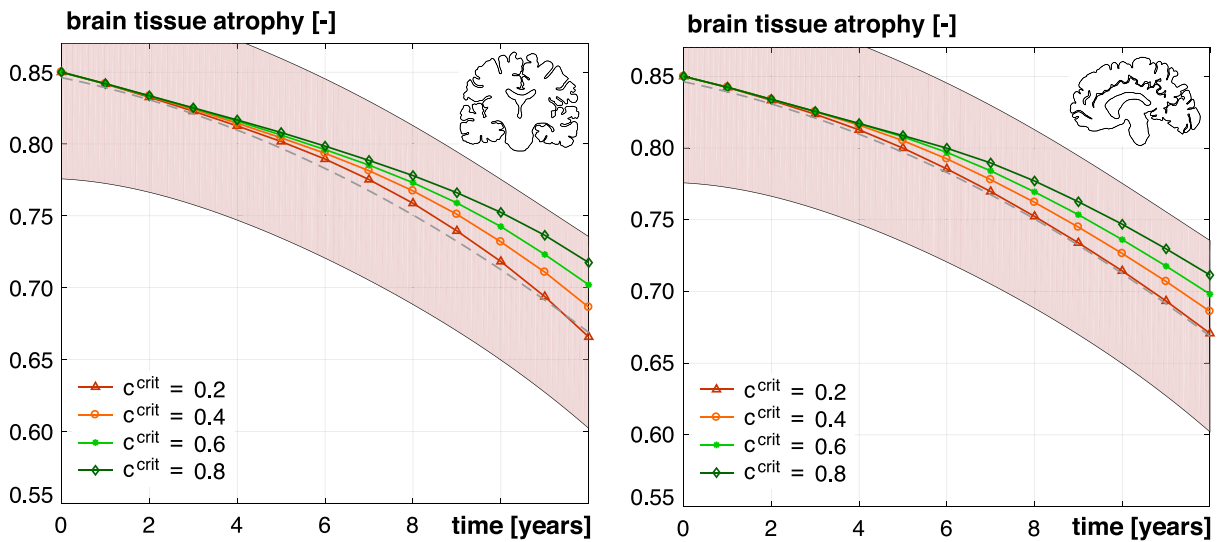 brain tissue atrophy [-]
0.85
0.80
0.75
0.70
0.65
0.60
0.55
c^crit = 0.2
c^crit = 0.4
c^crit = 0.6
c^crit = 0.8
0 2 4 6 8 time [years]
brain tissue atrophy [-]
0.85
0.80
0.75
0.70
0.65
0.60
0.55
c^crit = 0.2
c^crit = 0.4
c^crit = 0.6
c^crit = 0.8
0 2 4 6 8 time [years]